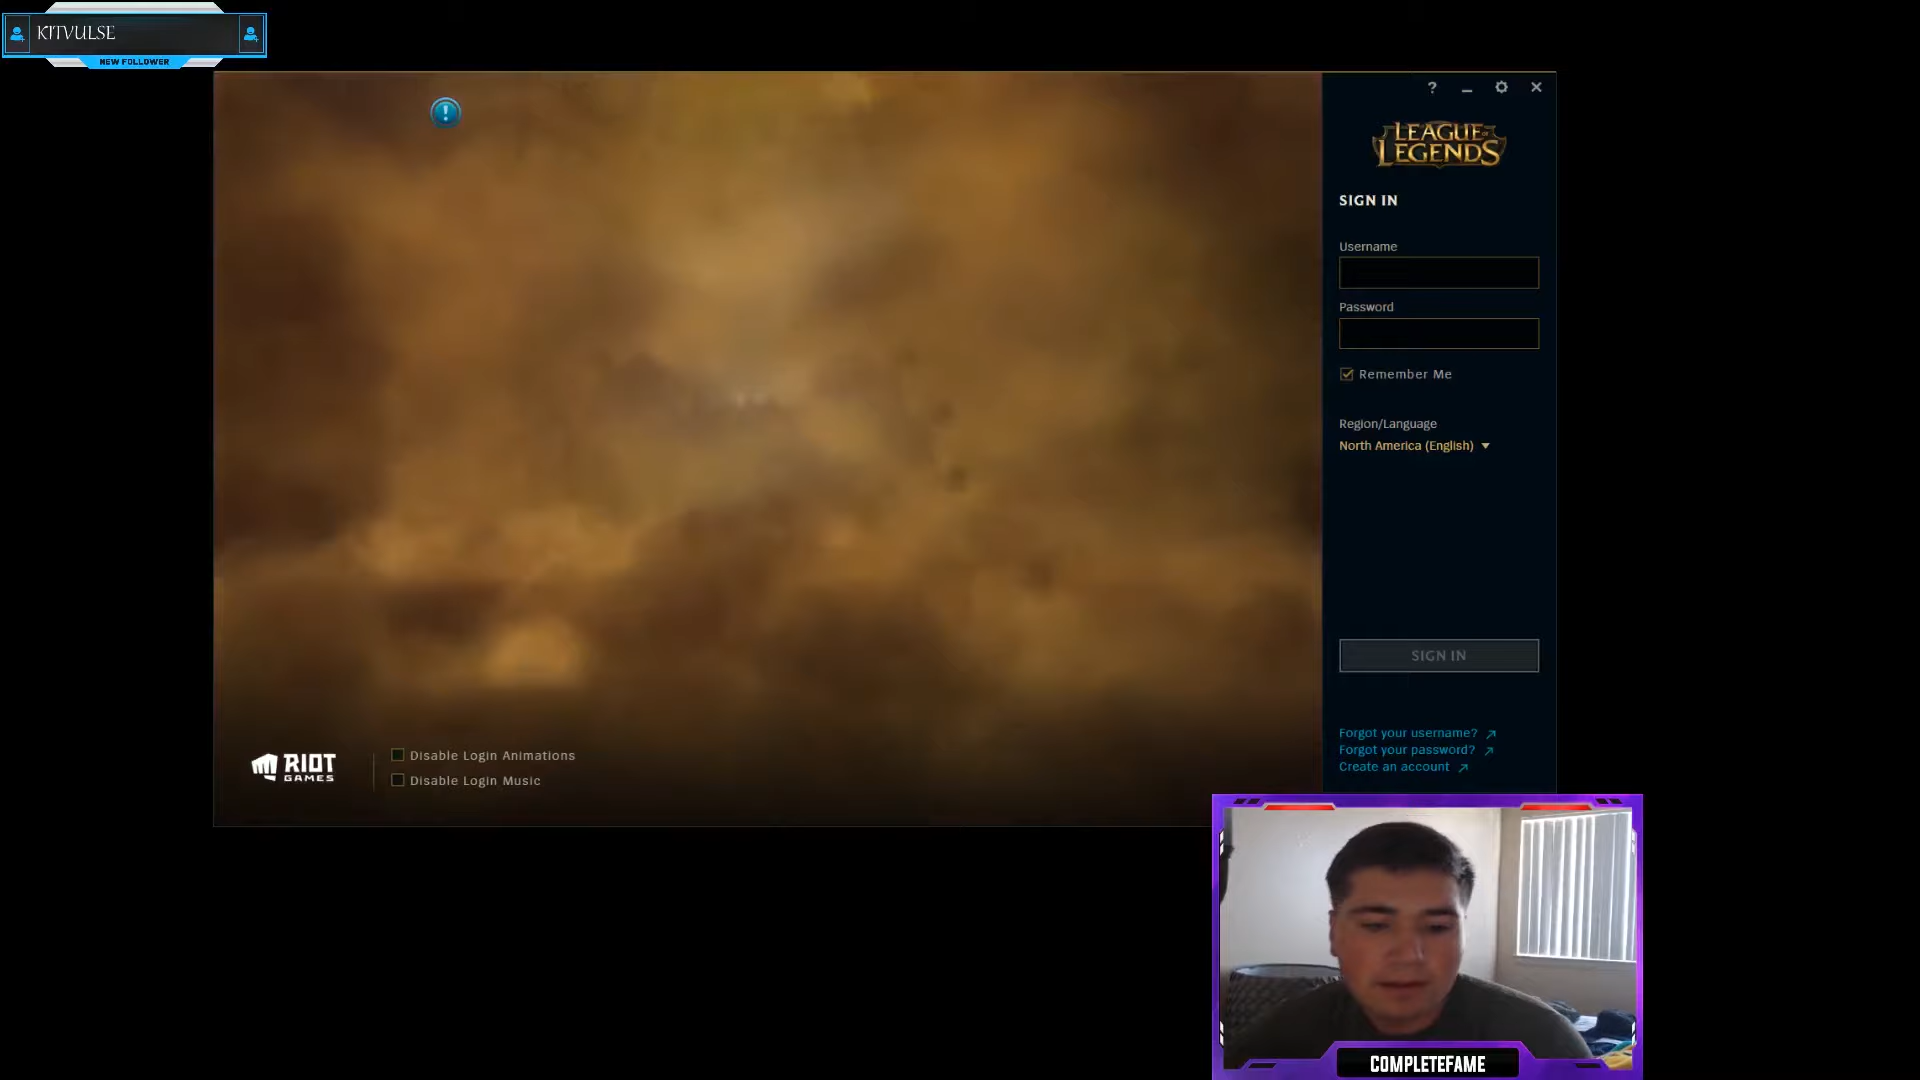 KITVULSE
NEW FOLLOWER
!
?
LEAGUE OF
LEGENDS
SIGN IN
Username
Password
Remember Me
Region/Language
North America (English)
SIGN IN
Forgot your username?
Forgot your password?
Create an account
RIOT
GAMES
Disable Login Animations
Disable Login Music
COMPLETEFAME